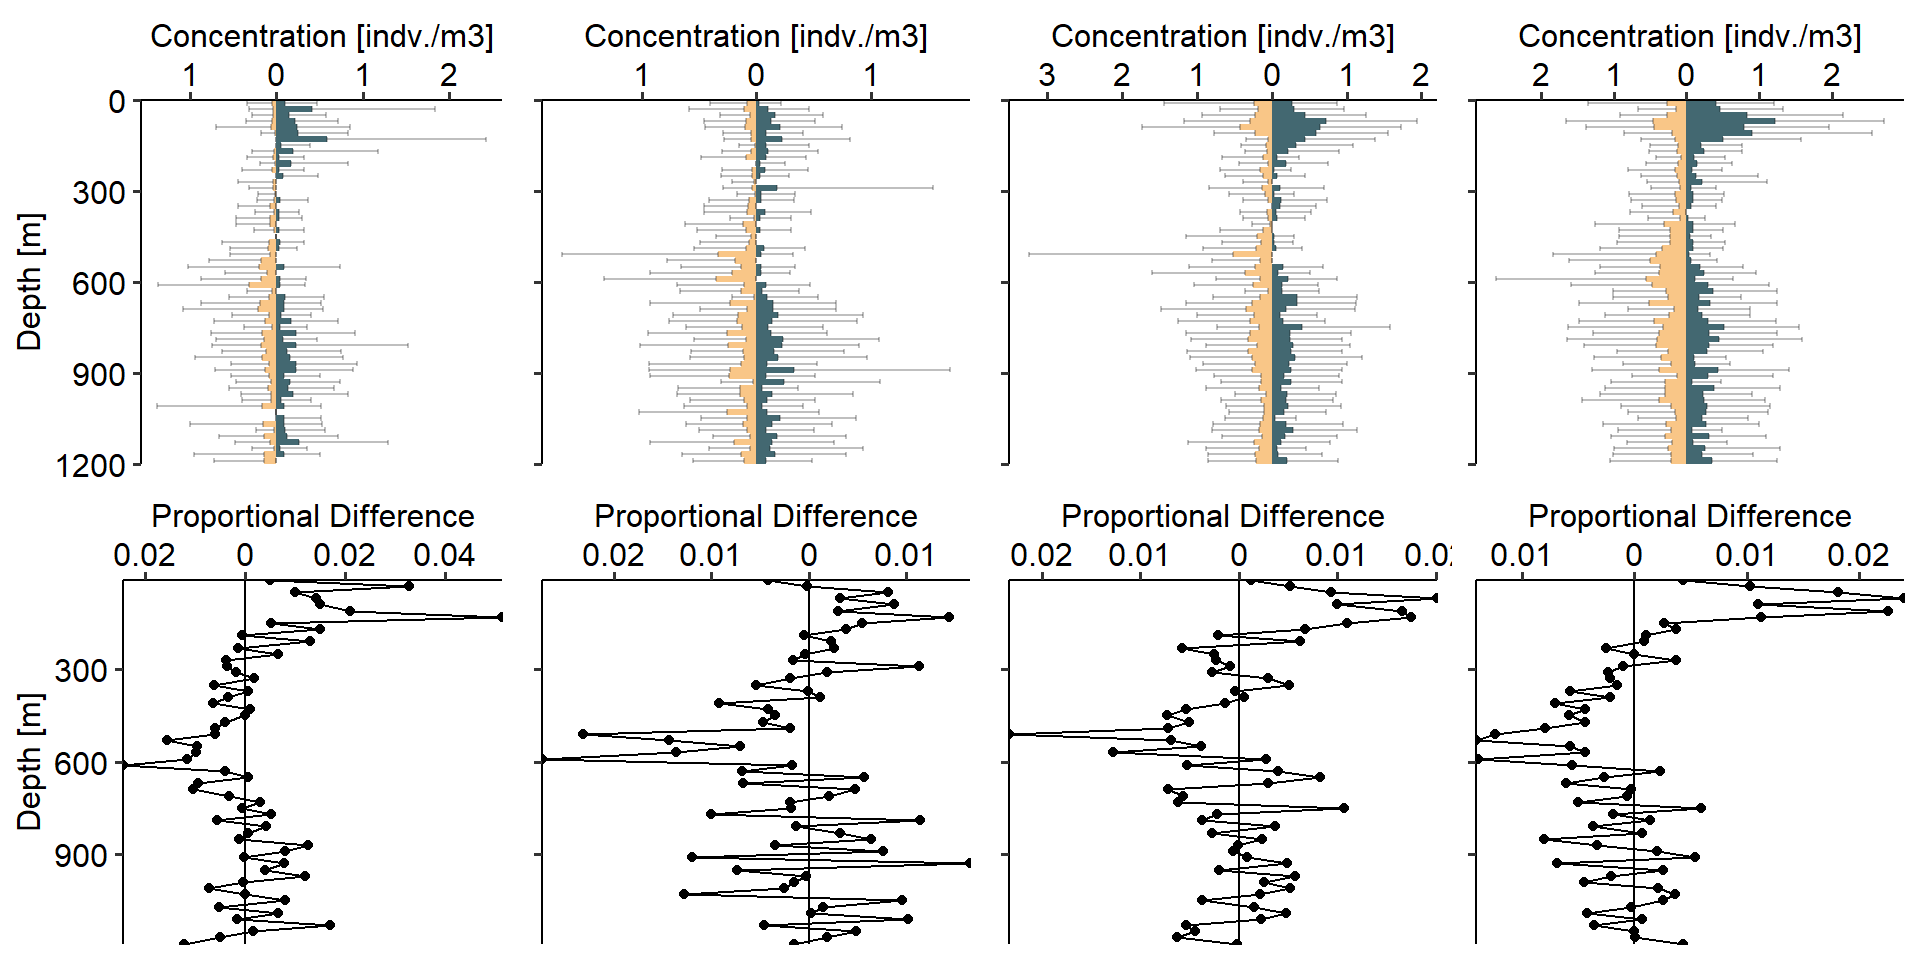 Concentration [indv./m3] Concentration [indv./m3] Concentration [indv./m3] Concentration [indv./m3]
1 0 1 2 1 0 1 3 2 1 0 1 2 2 1 0 1 2
0
300
600
900
1200
Depth [m]
Proportional Difference Proportional Difference Proportional Difference Proportional Difference
0.02 0 0.02 0.04 0.02 0.01 0 0.01 0.02 0.01 0 0.01 0.01 0 0.01 0.02
300
600
900
Depth [m]